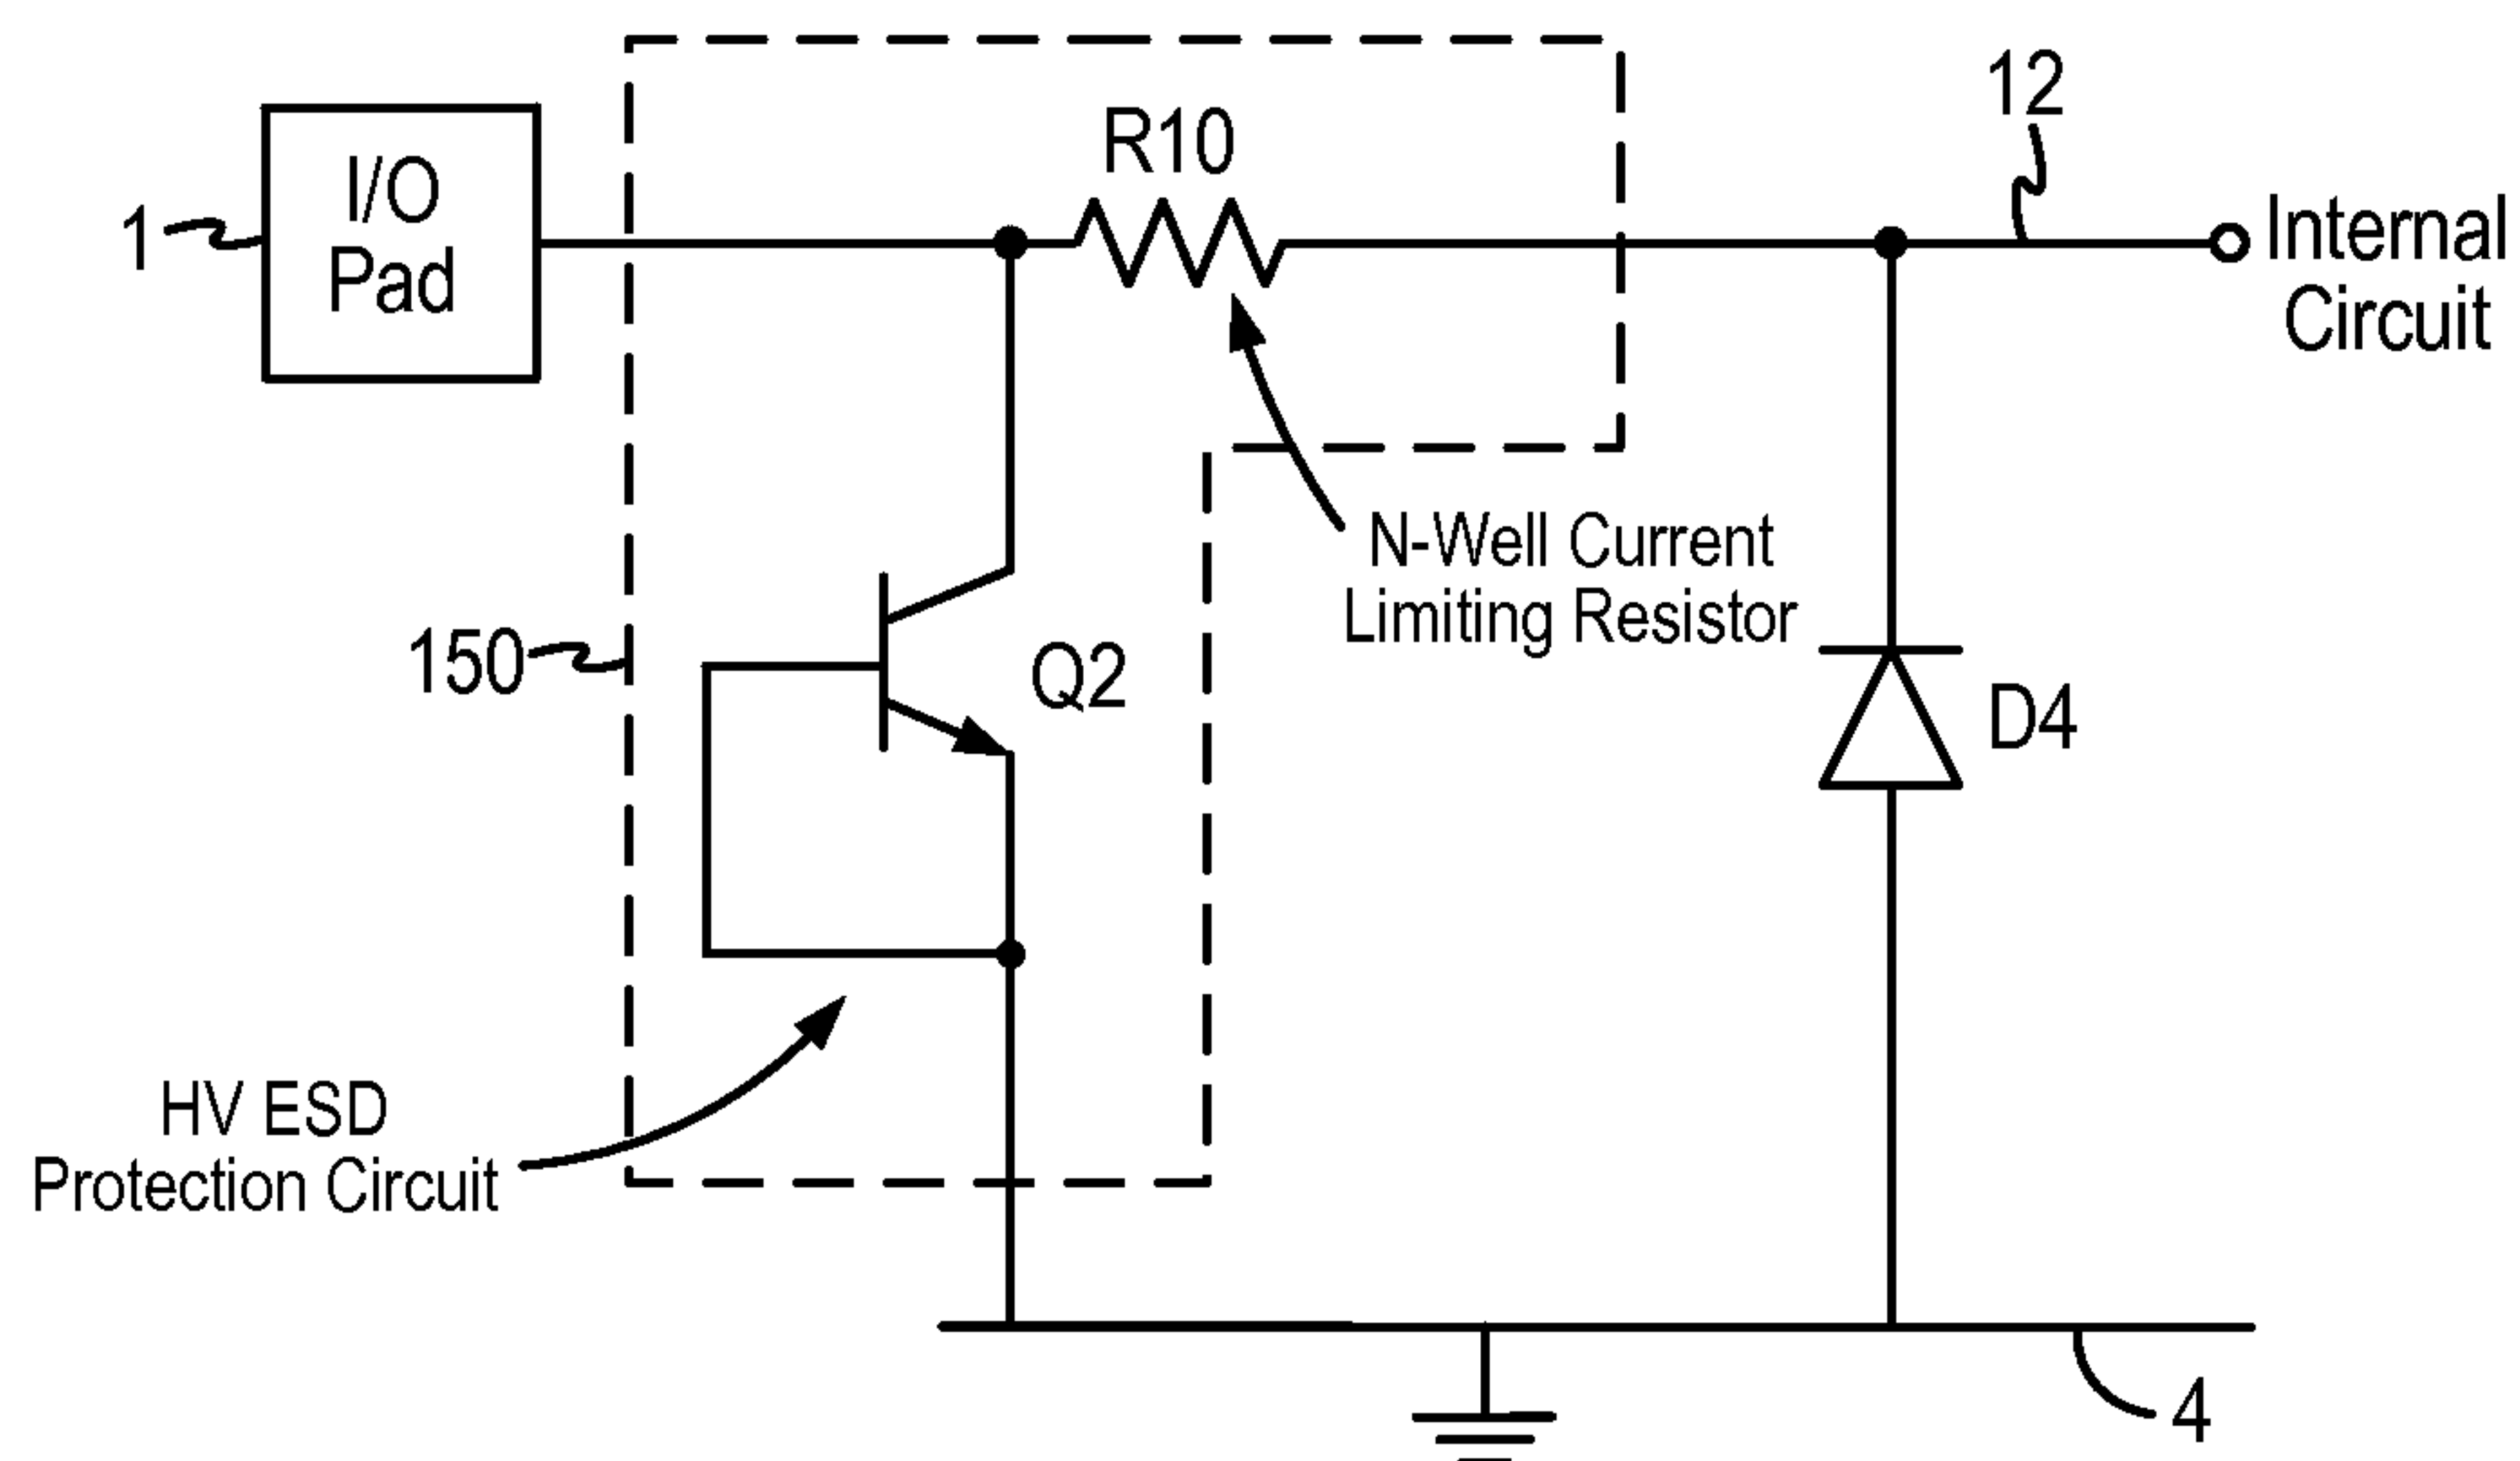 12
R10
I/O
Pad
1
Internal
Circuit
N-Well Current
Limiting Resistor
150
Q2
D4
HV ESD
Protection Circuit
4